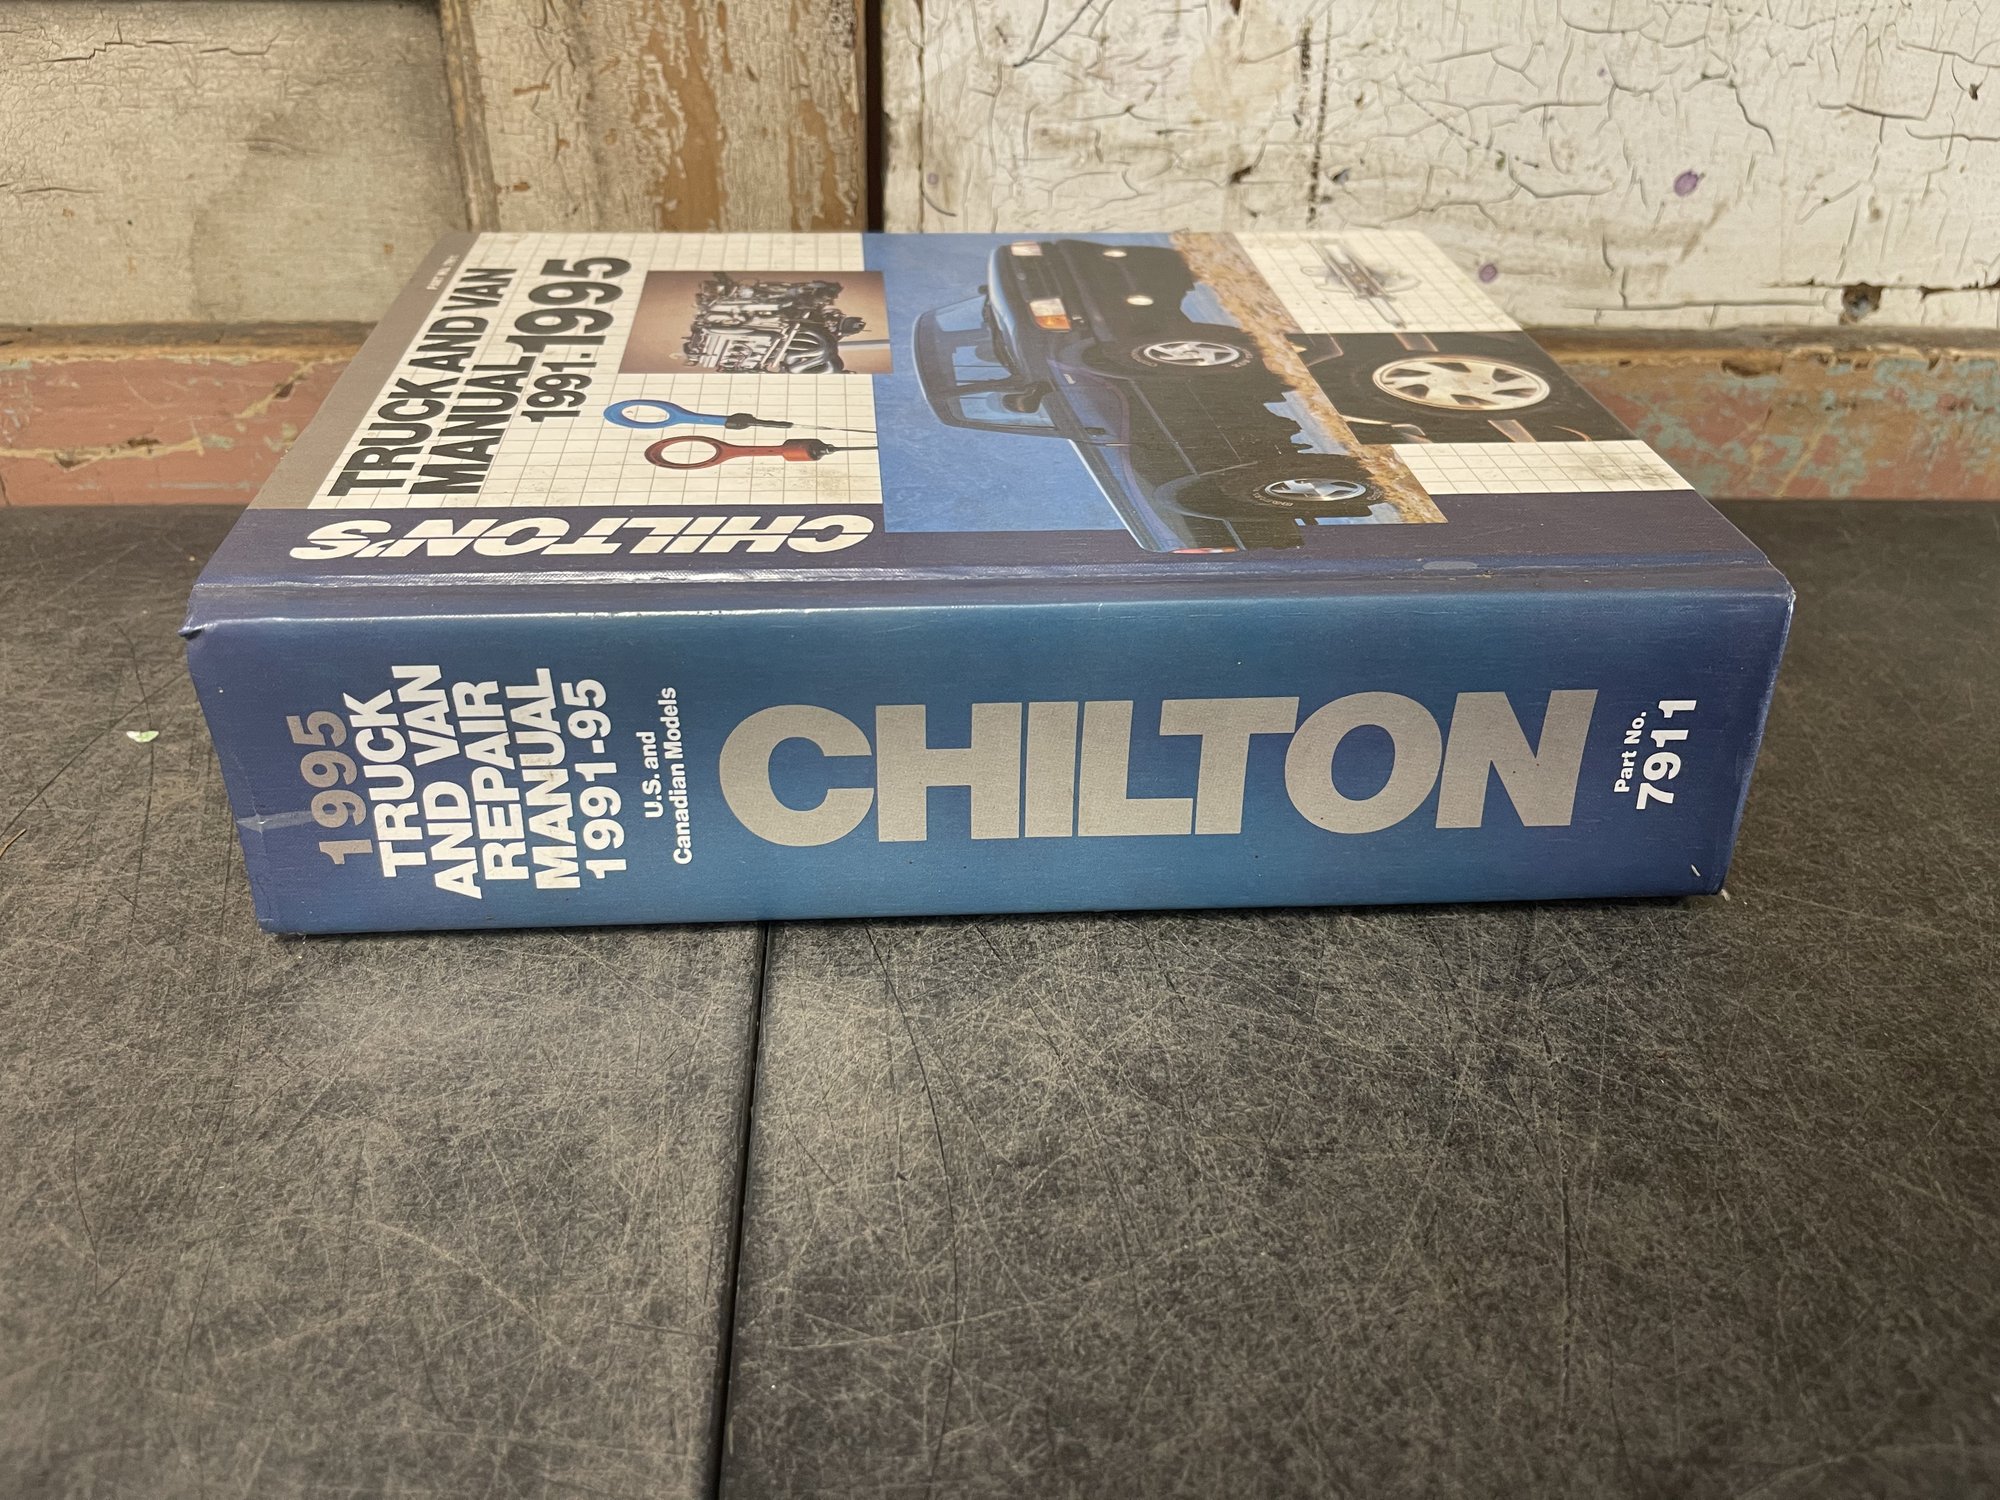 CHILTON'S
TRUCK AND VAN
MANUAL-1995
1991-1995
1995
TRUCK
AND VAN
REPAIR
MANUAL
1991-95
U.S. and
Canadian Models
CHILTON
Part No.
7911